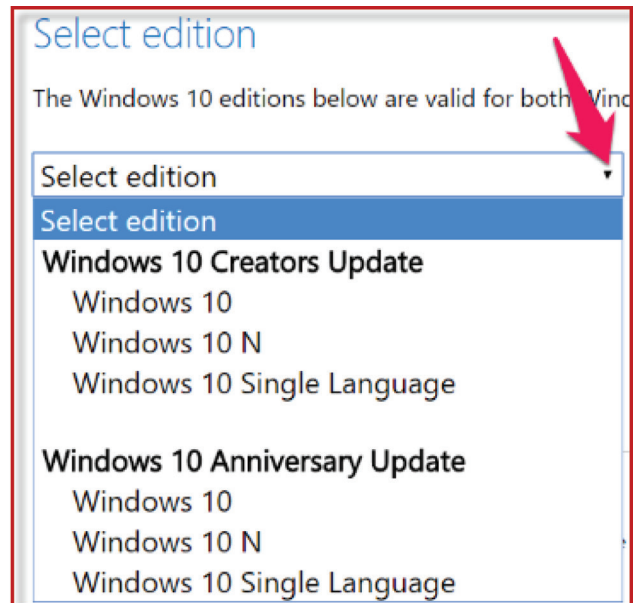 Select edition
The Windows 10 editions below are valid for both
Select edition
Select edition
Windows 10 Creators Update
Windows 10
Windows 10 N
Windows 10 Single Language
Windows 10 Anniversary Update
Windows 10
Windows 10 N
Windows 10 Single Language